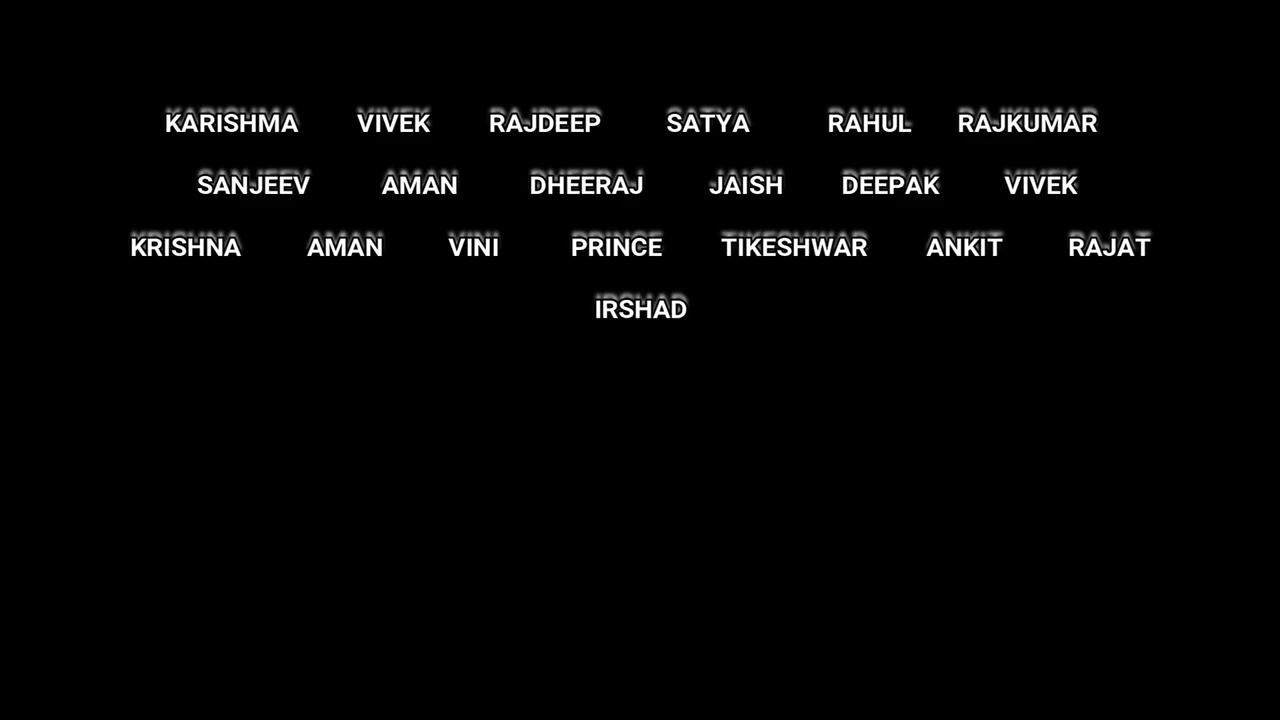 KARISHMA VIVEK RAJDEEP SATYA RAHUL RAJKUMAR
SANJEEV AMAN DHEERAJ JAISH DEEPAK VIVEK
KRISHNA AMAN VINI PRINCE TIKESHWAR ANKIT RAJAT
IRSHAD